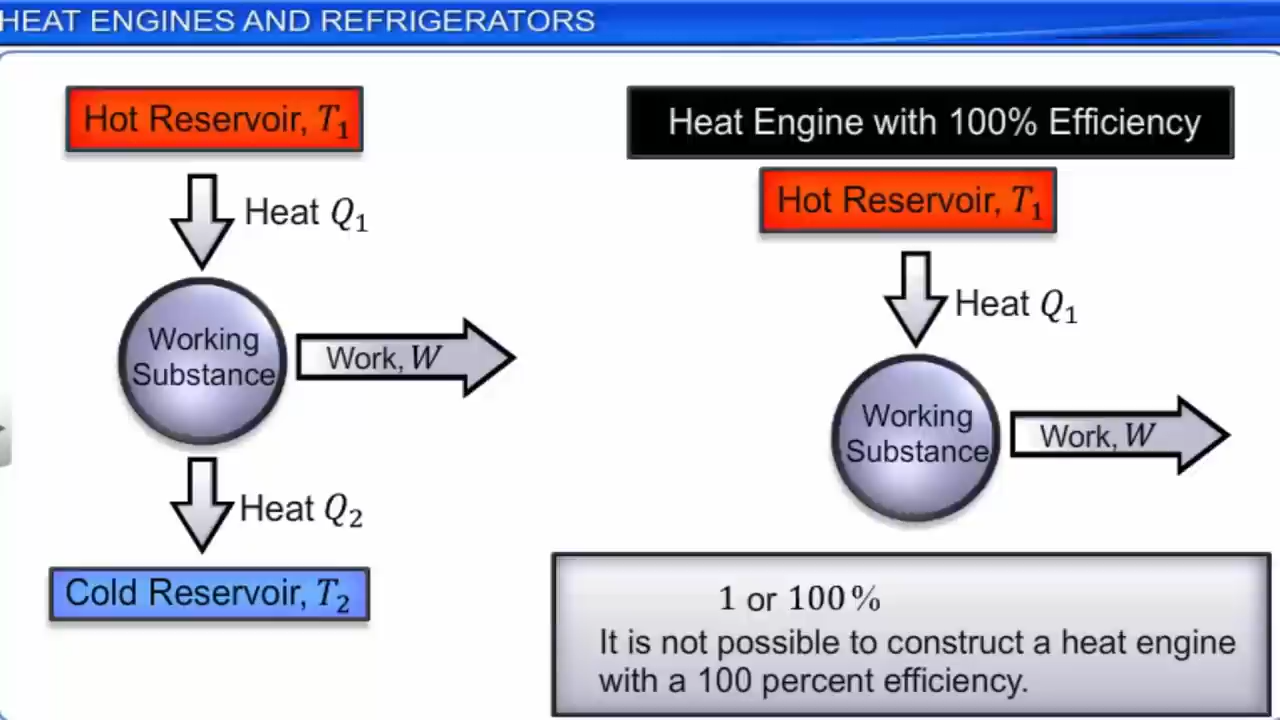 HEAT ENGINES AND REFRIGERATORS
Hot Reservoir, T₁
Heat Q₁
Working
Substance
Work, W
Heat Q₂
Cold Reservoir, T₂
Heat Engine with 100% Efficiency
Hot Reservoir, T₁
Heat Q₁
Working
Substance
Work, W
1 or 100%
It is not possible to construct a heat engine
with a 100 percent efficiency.